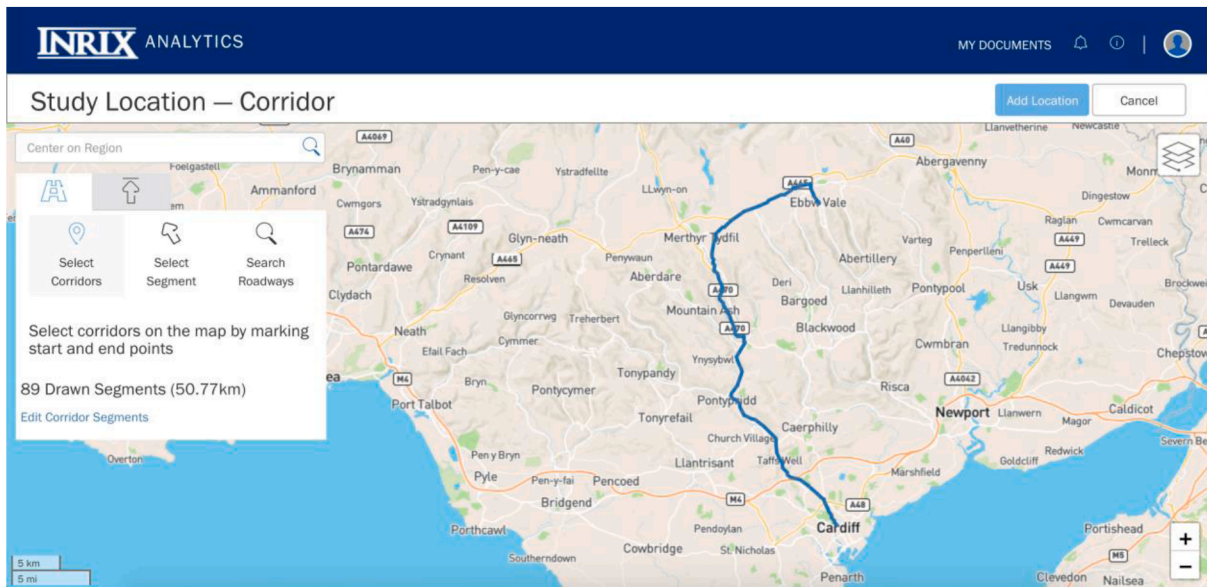 INRIX ANALYTICS
MY DOCUMENTS
Study Location — Corridor
Add Location
Cancel
Center on Region
Select Corridors
Select Segment
Search Roadways
Select corridors on the map by marking
start and end points
89 Drawn Segments (50.77km)
Edit Corridor Segments
A4069
A40
Llanvetherine
Newcastle
Foelgastell
Brynamman
Pen-y-cae
Ystradfellte
Abergavenny
Ammanford
LLwyn-on
A465
Dingestow
Cwmgors
Ystradgynlais
Ebbw Vale
Raglan
Cwmcarvan
A474
A4109
Glyn-neath
Merthyr Tydfil
Varteg
Penperlleni
A449
Trelleck
Pontardawe
Crynant
A465
Penywaun
Abertillery
A449
Resolven
Aberdare
Deri
Llanhilleth
Pontypool
Usk
Clydach
A470
Bargoed
Llangwm
Devauden
Glyncorrwg
Treherbert
Mountain Ash
Neath
Cymmer
A470
Blackwood
Llangibby
Efail Fach
Ynysybwl
Cwmbran
Tredunnock
M4
Bryn
Pontycymer
Tonypandy
Risca
A4042
Port Talbot
Pontypridd
Newport
Llanwern
Caldicot
Tonyrefail
Caerphilly
Magor
Church Village
Overton
Pen y Bryn
Llantrisant
Taffs Well
Marshfield
Goldcliff
Redwick
Pyle
Pen-y-fai
Pencoed
Bridgend
M4
A48
Porthcawl
Pendoylan
Cardiff
Portishead
Cowbridge
St. Nicholas
Southerndown
M5
Penarth
Clevedon
Nailsea
5 km
5 mi
+
−